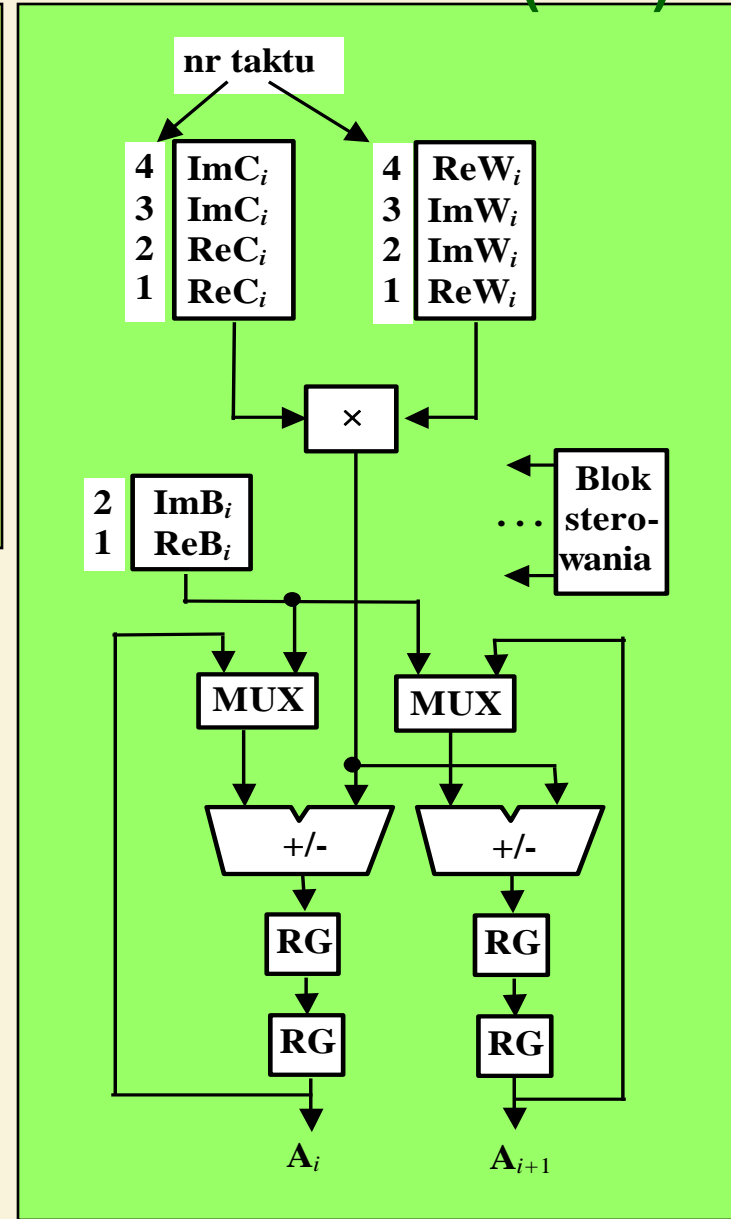 nr taktu
4 ImCi
3 ImCi
2 ReCi
1 ReCi
4 ReWi
3 ImWi
2 ImWi
1 ReWi
×
2 ImBi
1 ReBi
Blok
... stero-
wania
MUX
MUX
+/-
+/-
RG
RG
RG
RG
Ai
Ai+1